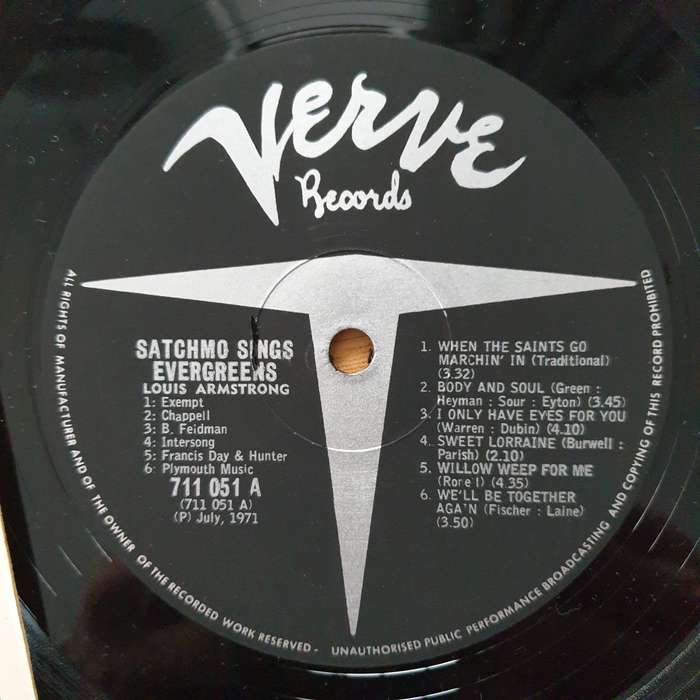 Verve
Records
SATCHMO SINGS
EVERGREENS
LOUIS ARMSTRONG
1: Exempt
2: Chappell
3: B. Feldman
4: Intersong
5: Francis Day & Hunter
6: Plymouth Music
711 051 A
(711 051 A)
(P) July, 1971
1. WHEN THE SAINTS GO
MARCHIN' IN (Traditional)
(3.32)
2. BODY AND SOUL (Green :
Heyman : Sour : Eyton) (3.45)
3. I ONLY HAVE EYES FOR YOU
(Warren : Dubin) (4.10)
4. SWEET LORRAINE (Burwell :
Parish) (2.10)
5. WILLOW WEEP FOR ME
(4.35)
6. WE'LL BE TOGETHER
AGA'N (Fischer : Laine)
(3.50)
ALL RIGHTS OF MANUFACTURER AND OF THE OWNER OF THE RECORDED WORK RESERVED - UNAUTHORISED PUBLIC PERFORMANCE BROADCASTING AND COPYING OF THIS RECORD PROHIBITED